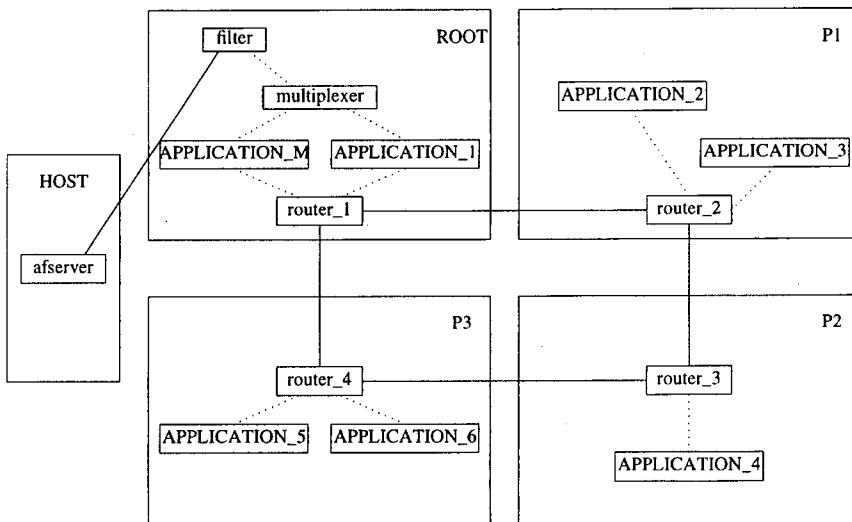 filter
ROOT
P1
multiplexer
APPLICATION_2
APPLICATION_M
APPLICATION_1
APPLICATION_3
HOST
router_1
router_2
afserver
P3
P2
router_4
router_3
APPLICATION_5
APPLICATION_6
APPLICATION_4